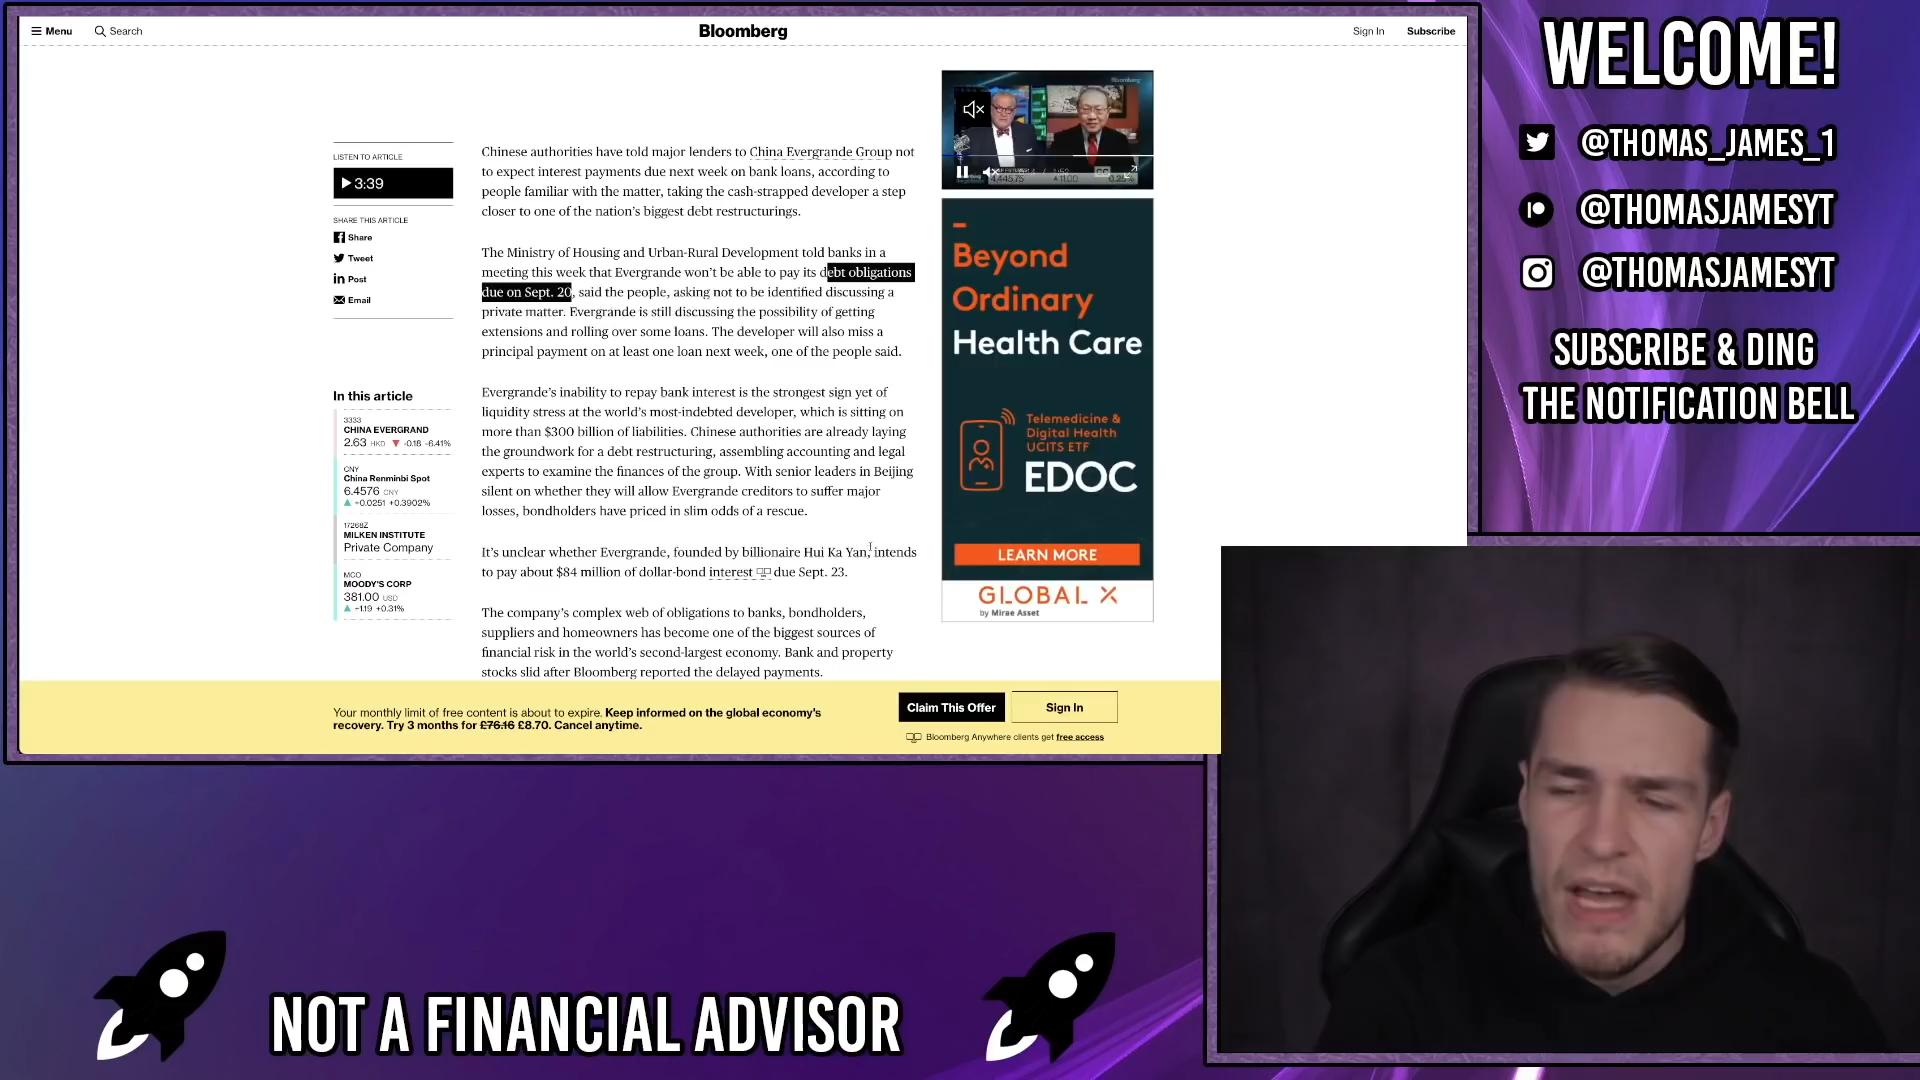 Menu
Search
Bloomberg
Sign In
Subscribe
LISTEN TO ARTICLE
3:39
SHARE THIS ARTICLE
Share
Tweet
Post
Email
In this article
3333
CHINA EVERGRAND
2.63 HKD ▼ -0.18 -6.41%
CNY
China Renminbi Spot
6.4576 CNY
▲ +0.0251 +0.3902%
17268Z
MILKEN INSTITUTE
Private Company
MCO
MOODY'S CORP
381.00 USD
▲ +1.19 +0.31%
Chinese authorities have told major lenders to China Evergrande Group not
to expect interest payments due next week on bank loans, according to
people familiar with the matter, taking the cash-strapped developer a step
closer to one of the nation's biggest debt restructurings.
The Ministry of Housing and Urban-Rural Development told banks in a
meeting this week that Evergrande won't be able to pay its debt obligations
due on Sept. 20, said the people, asking not to be identified discussing a
private matter. Evergrande is still discussing the possibility of getting
extensions and rolling over some loans. The developer will also miss a
principal payment on at least one loan next week, one of the people said.
Evergrande's inability to repay bank interest is the strongest sign yet of
liquidity stress at the world's most-indebted developer, which is sitting on
more than $300 billion of liabilities. Chinese authorities are already laying
the groundwork for a debt restructuring, assembling accounting and legal
experts to examine the finances of the group. With senior leaders in Beijing
silent on whether they will allow Evergrande creditors to suffer major
losses, bondholders have priced in slim odds of a rescue.
It's unclear whether Evergrande, founded by billionaire Hui Ka Yan, intends
to pay about $84 million of dollar-bond interest due Sept. 23.
The company's complex web of obligations to banks, bondholders,
suppliers and homeowners has become one of the biggest sources of
financial risk in the world's second-largest economy. Bank and property
stocks slid after Bloomberg reported the delayed payments.
Bloomberg
Beyond
Ordinary
Health Care
Telemedicine &
Digital Health
UCITS ETF
EDOC
LEARN MORE
GLOBAL X
by Mirae Asset
Your monthly limit of free content is about to expire. Keep informed on the global economy's
recovery. Try 3 months for £76.16 £8.70. Cancel anytime.
Claim This Offer
Sign In
Bloomberg Anywhere clients get free access
WELCOME!
@THOMAS_JAMES_1
@THOMASJAMESYT
@THOMASJAMESYT
SUBSCRIBE & DING
THE NOTIFICATION BELL
NOT A FINANCIAL ADVISOR